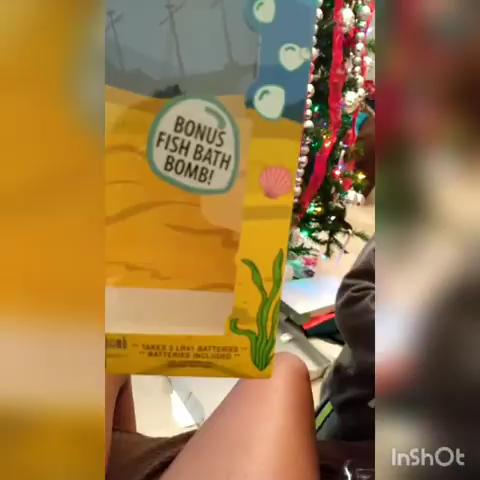 BONUS
FISH BATH
BOMB!
** TAKES 3 LR41 BATTERIES **
** BATTERIES INCLUDED **
INSHOT